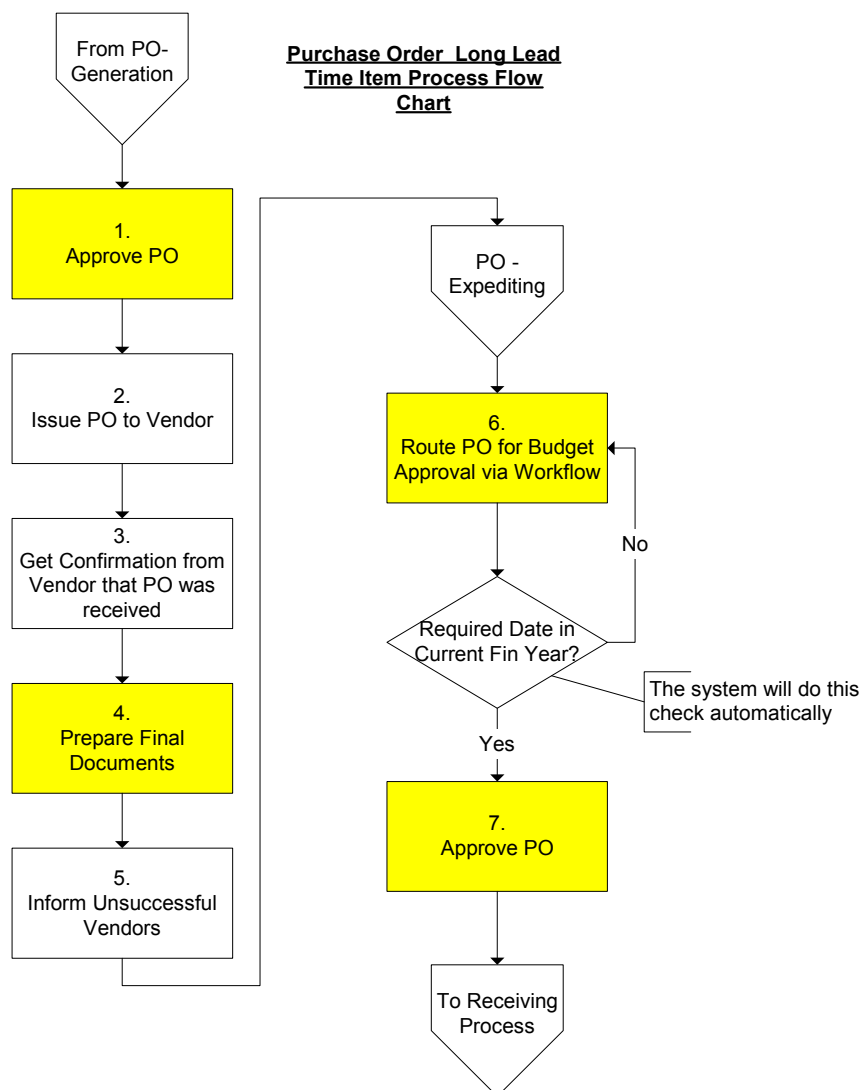 From PO-
Generation
Purchase Order Long Lead
Time Item Process Flow
Chart
1.
Approve PO
2.
Issue PO to Vendor
3.
Get Confirmation from
Vendor that PO was
received
4.
Prepare Final
Documents
5.
Inform Unsuccessful
Vendors
PO -
Expediting
6.
Route PO for Budget
Approval via Workflow
No
Required Date in
Current Fin Year?
The system will do this
check automatically
Yes
7.
Approve PO
To Receiving
Process